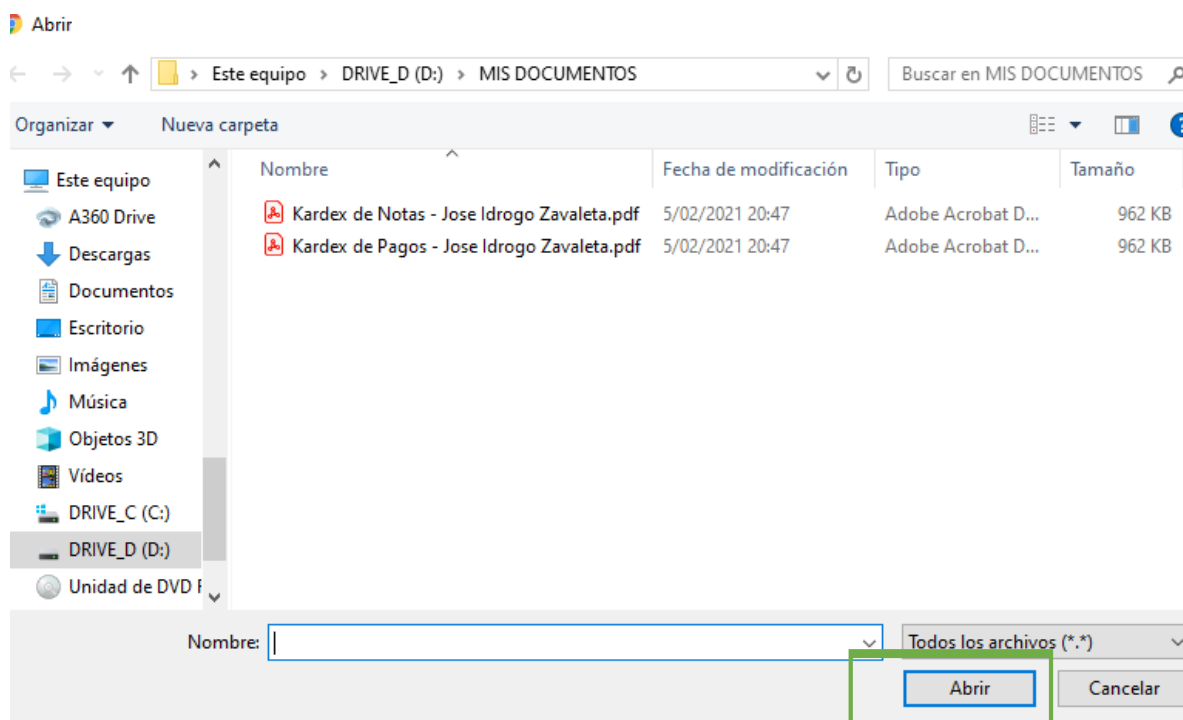 Abrir
Este equipo > DRIVE_D (D:) > MIS DOCUMENTOS
Buscar en MIS DOCUMENTOS
Organizar Nueva carpeta
Nombre Fecha de modificación Tipo Tamaño
Kardex de Notas - Jose Idrogo Zavaleta.pdf 5/02/2021 20:47 Adobe Acrobat D... 962 KB
Kardex de Pagos - Jose Idrogo Zavaleta.pdf 5/02/2021 20:47 Adobe Acrobat D... 962 KB
Este equipo
A360 Drive
Descargas
Documentos
Escritorio
Imágenes
Música
Objetos 3D
Vídeos
DRIVE_C (C:)
DRIVE_D (D:)
Unidad de DVD
Nombre:
Todos los archivos (*.*)
Abrir Cancelar